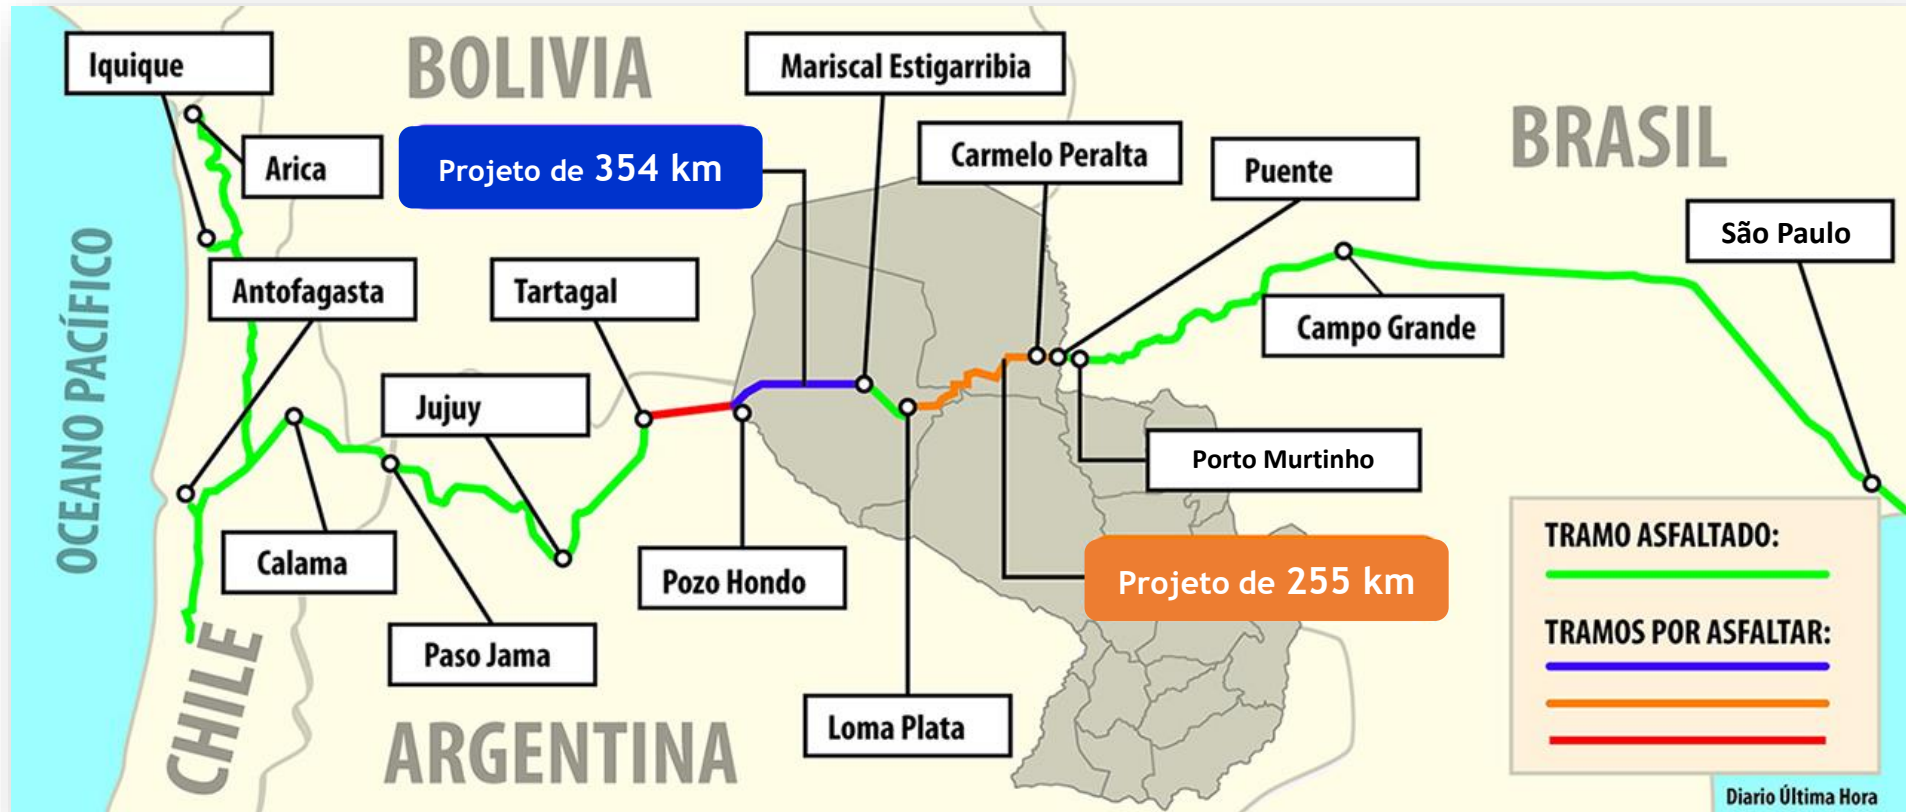 Iquique
BOLIVIA
Mariscal Estigarribia
BRASIL
Arica
Projeto de 354 km
Carmelo Peralta
Puente
São Paulo
OCEANO PACÍFICO
Antofagasta
Tartagal
Campo Grande
Jujuy
Porto Murtinho
Calama
Pozo Hondo
Projeto de 255 km
Paso Jama
CHILE
ARGENTINA
Loma Plata
TRAMO ASFALTADO:
TRAMOS POR ASFALTAR:
Diario Última Hora